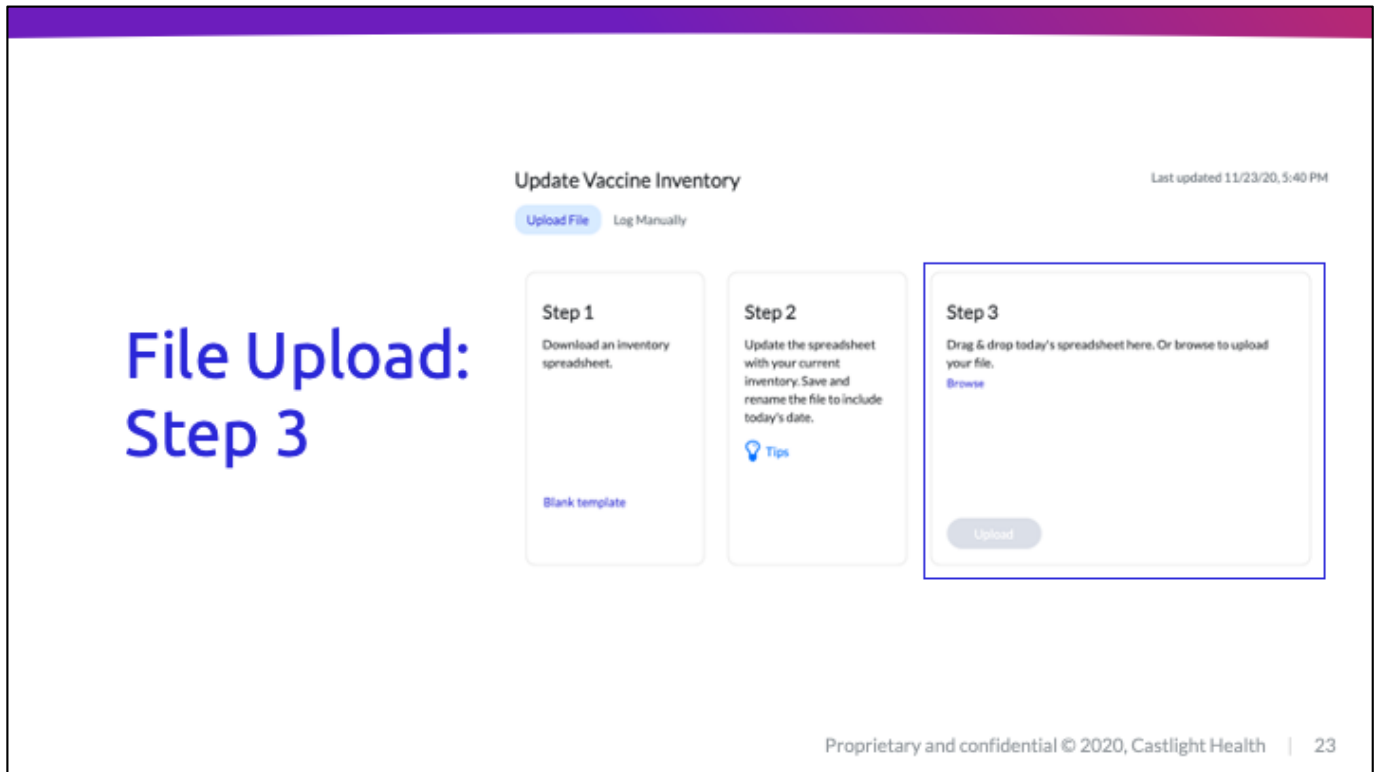 Update Vaccine Inventory
Last updated 11/23/20, 5:40 PM
Upload File
Log Manually
File Upload:
Step 3
Step 1
Download an inventory
spreadsheet.
Blank template
Step 2
Update the spreadsheet
with your current
inventory. Save and
rename the file to include
today's date.
Tips
Step 3
Drag & drop today's spreadsheet here. Or browse to upload
your file.
Browse
Upload
Proprietary and confidential © 2020, Castlight Health | 23